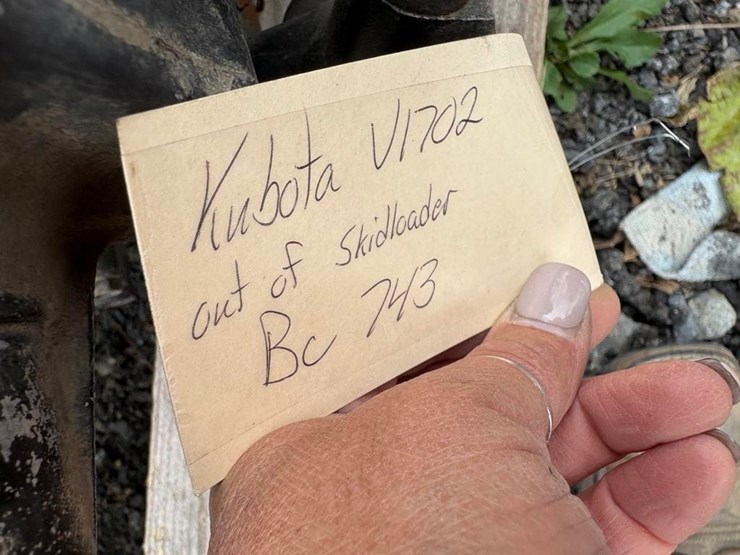 Kubota V1702
out of Skidloader
Bc 743